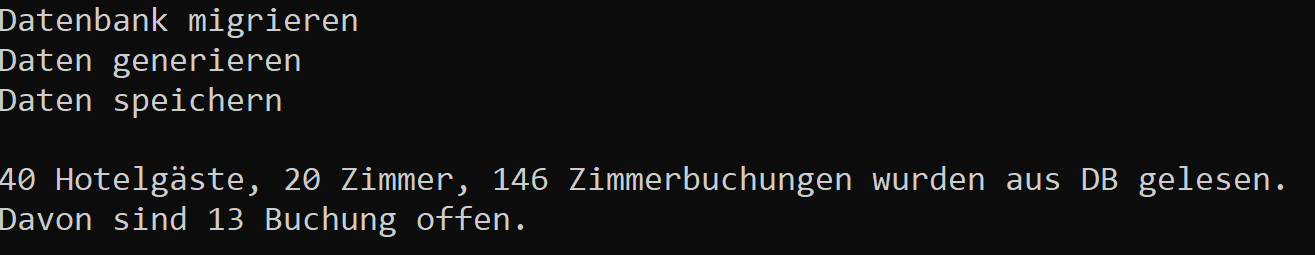 Datenbank migrieren
Daten generieren
Daten speichern
40 Hotelgäste, 20 Zimmer, 146 Zimmerbuchungen wurden aus DB gelesen.
Davon sind 13 Buchung offen.